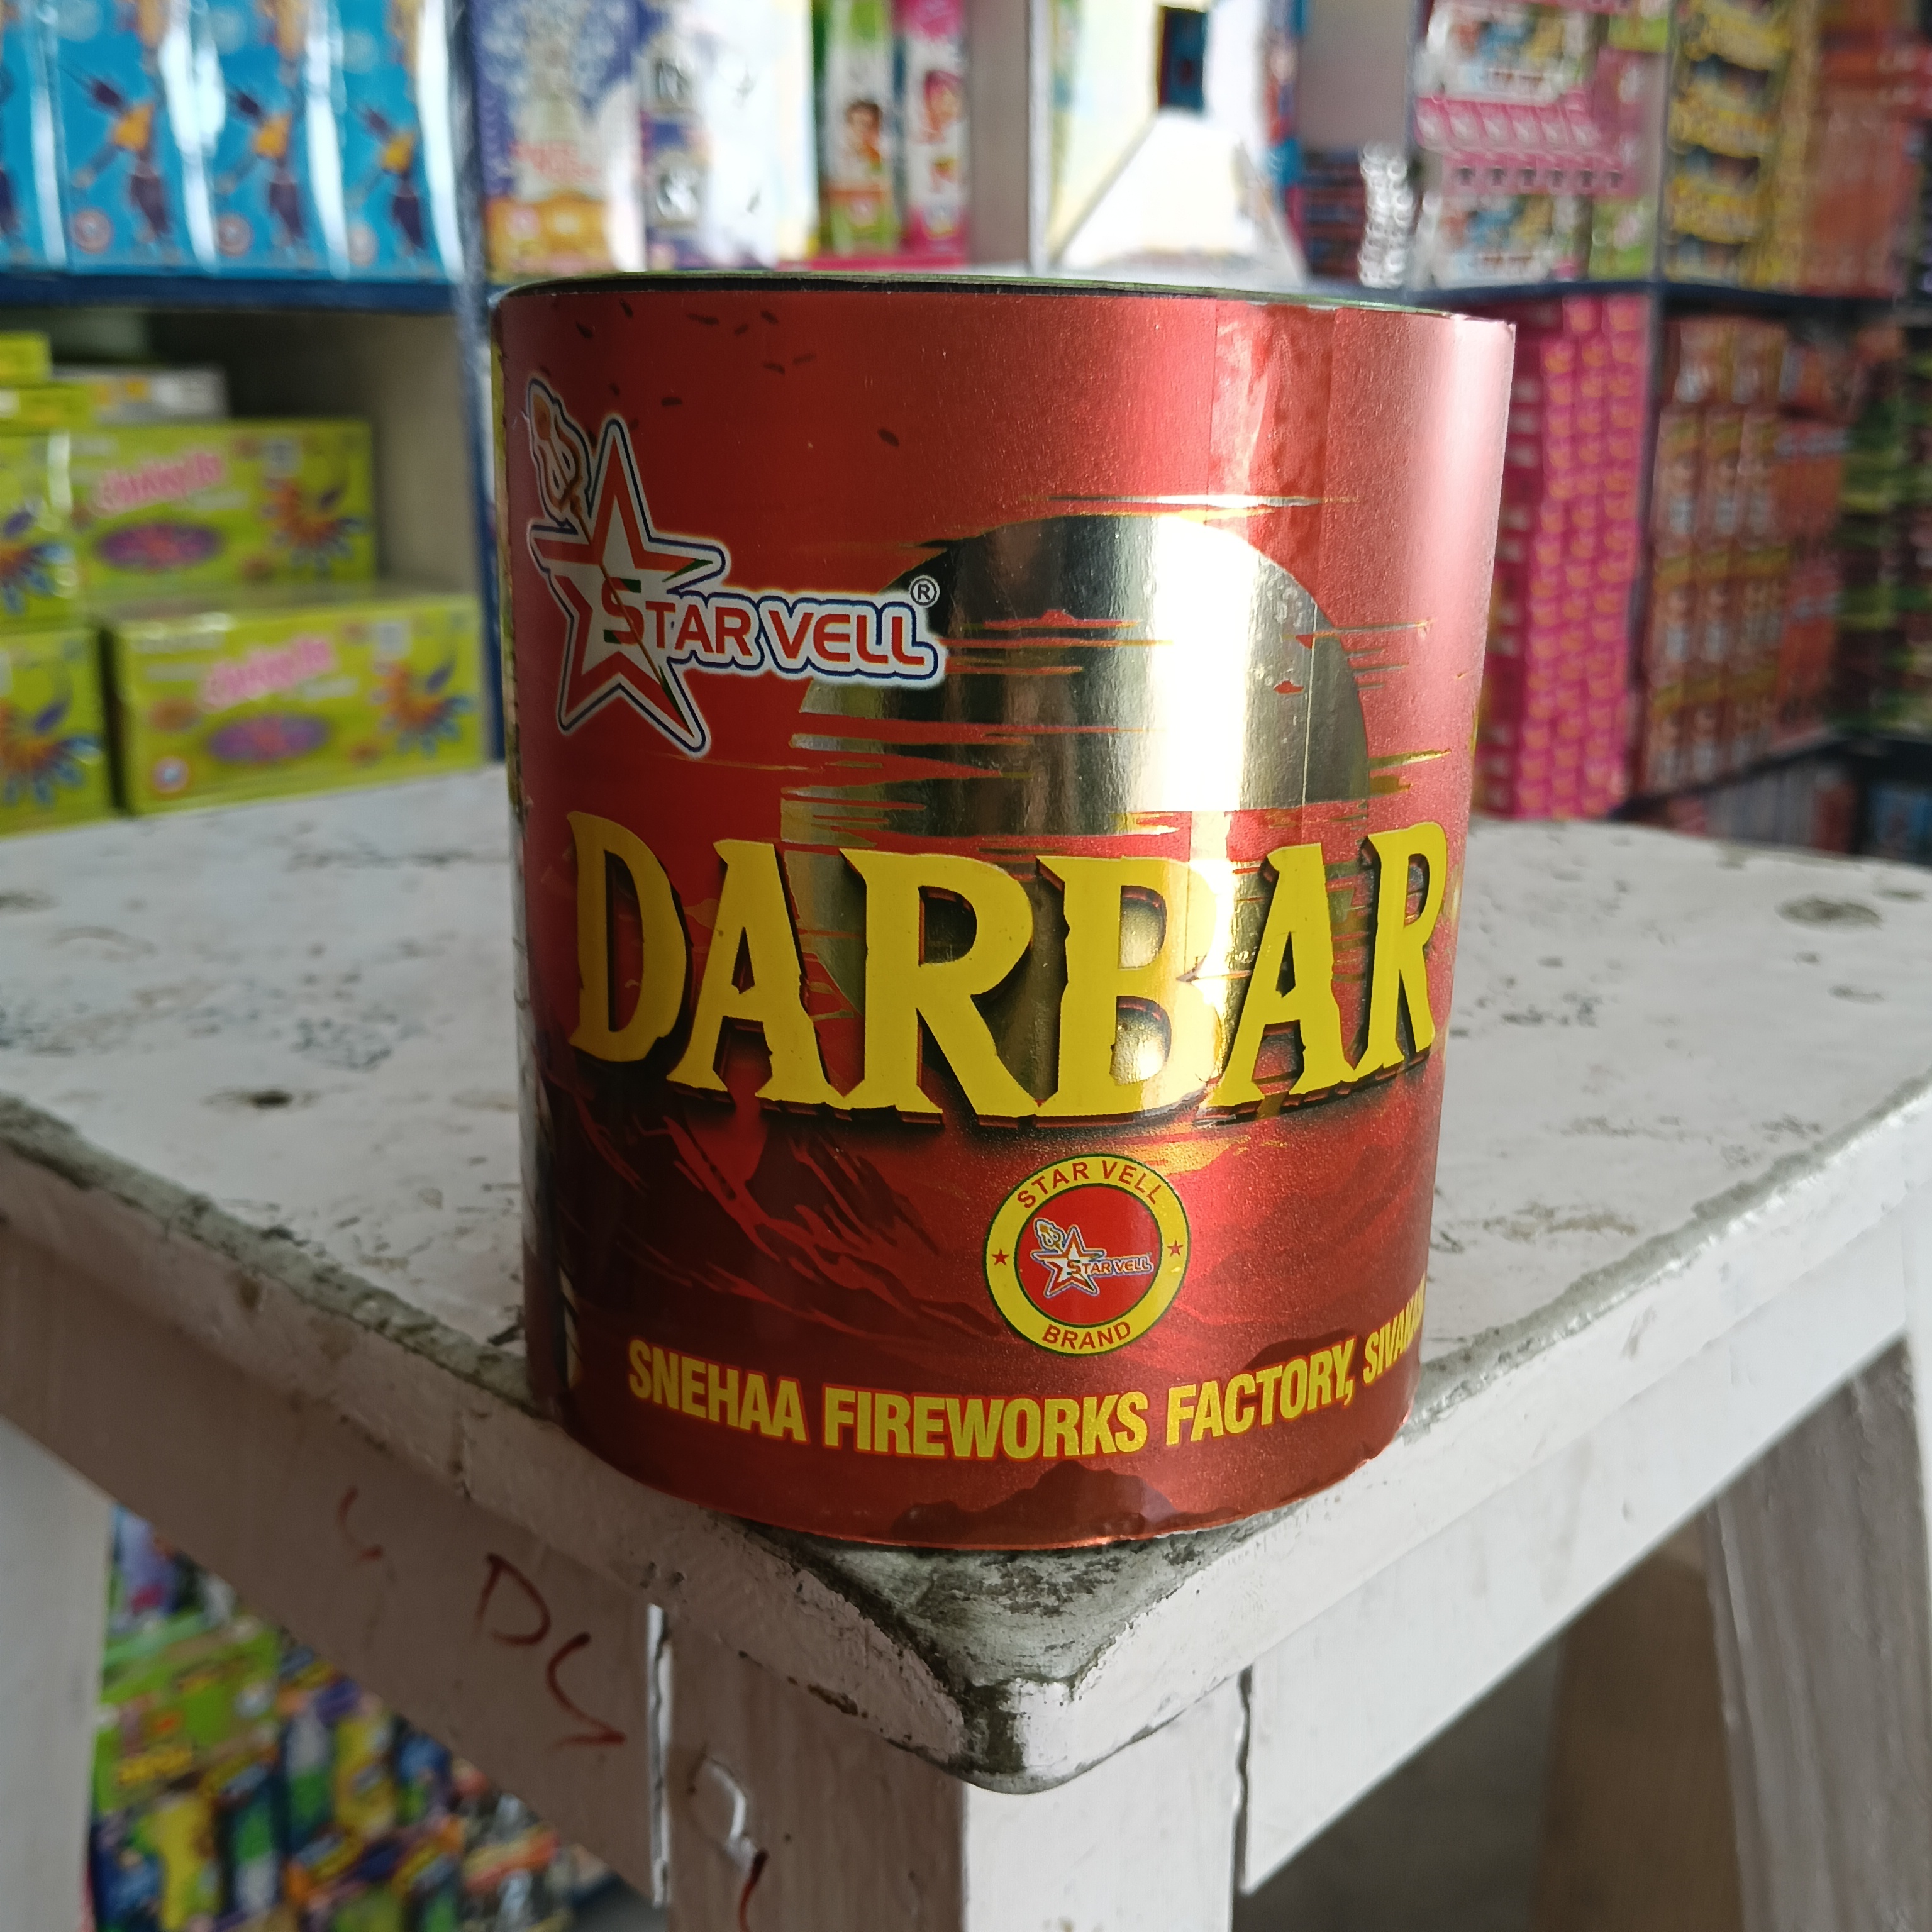 STAR VELL®
DARBAR
STAR VELL
STAR VELL
BRAND
SNEHAA FIREWORKS FACTORY,